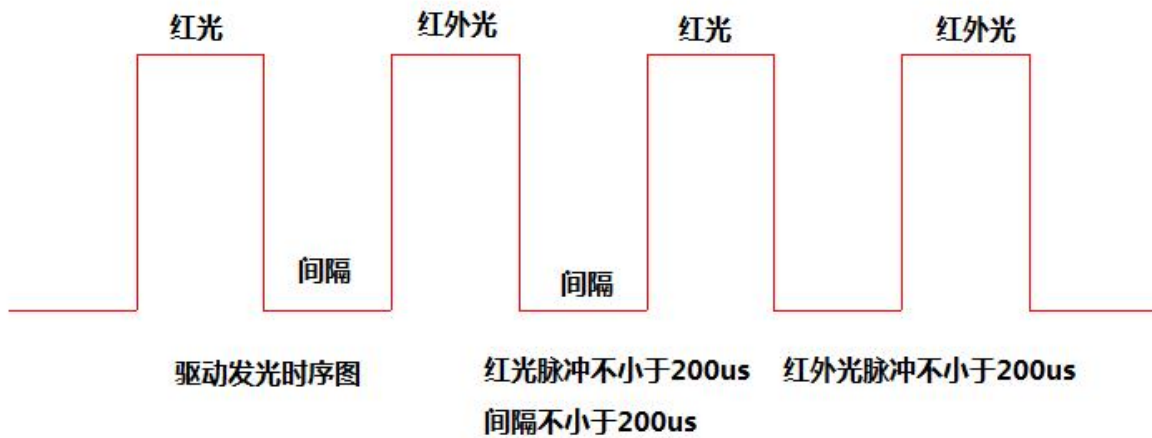 红光 红外光 红光 红外光
间隔 间隔
驱动发光时序图 红光脉冲不小于200us 红外光脉冲不小于200us
间隔不小于200us